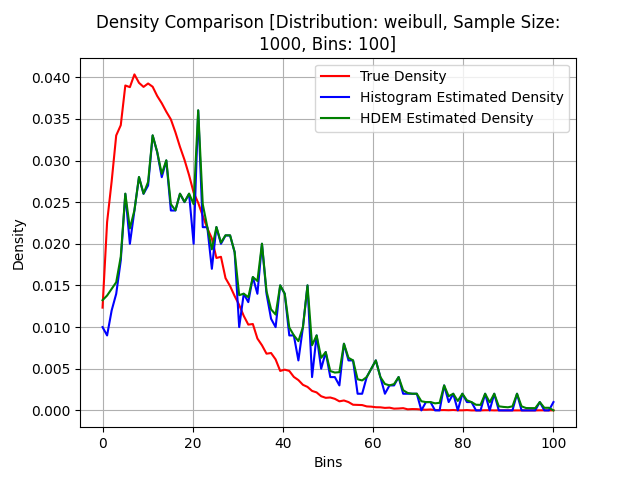 Density Comparison [Distribution: weibull, Sample Size:
1000, Bins: 100]
True Density
Histogram Estimated Density
HDEM Estimated Density
Density
0.040
0.035
0.030
0.025
0.020
0.015
0.010
0.005
0.000
0 20 40 60 80 100
Bins